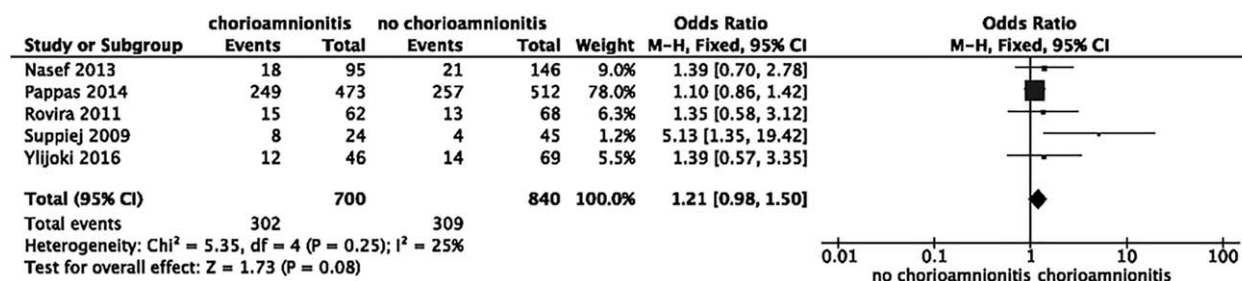 chorioamnionitis no chorioamnionitis Odds Ratio Odds Ratio
Study or Subgroup Events Total Events Total Weight M-H, Fixed, 95% CI M-H, Fixed, 95% CI
Nasef 2013 18 95 21 146 9.0% 1.39 [0.70, 2.78]
Pappas 2014 249 473 257 512 78.0% 1.10 [0.86, 1.42]
Rovira 2011 15 62 13 68 6.3% 1.35 [0.58, 3.12]
Suppiej 2009 8 24 4 45 1.2% 5.13 [1.35, 19.42]
Ylijoki 2016 12 46 14 69 5.5% 1.39 [0.57, 3.35]
Total (95% CI) 700 840 100.0% 1.21 [0.98, 1.50]
Total events 302 309
Heterogeneity: Chi² = 5.35, df = 4 (P = 0.25); I² = 25%
Test for overall effect: Z = 1.73 (P = 0.08)
0.01 0.1 1 10 100
no chorioamnionitis chorioamnionitis